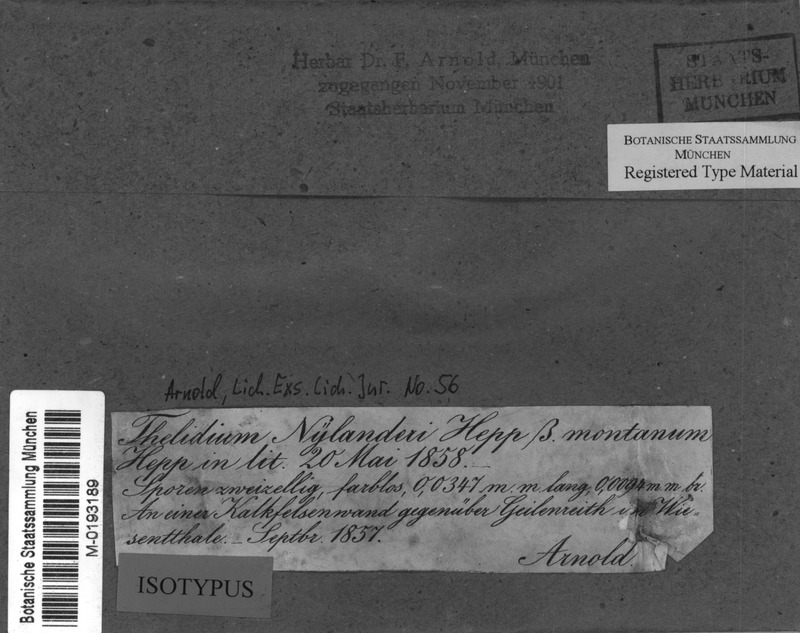 Herbar Dr. F. Arnold, München
zugegangen November 1901
Staatsherbarium München
STAATS-
HERBARIUM
MÜNCHEN
BOTANISCHE STAATSSAMMLUNG
MÜNCHEN
Registered Type Material
Arnold, Lich. Exs. (Lich. Jur. No. 56
Thelidium Nÿlanderi Hepp β. montanum
Hepp in lit. 20 Mai 1858.
Sporen zweizellig, farblos, 0,0347 m. m. lang, 0,0094 m. m. br.
An einer Kalkfelsenwand gegenüber Geilenreith im Wie-
sentthale. _ Septbr. 1857.
Arnold.
ISOTYPUS
Botanische Staatssammlung München
M-0193189